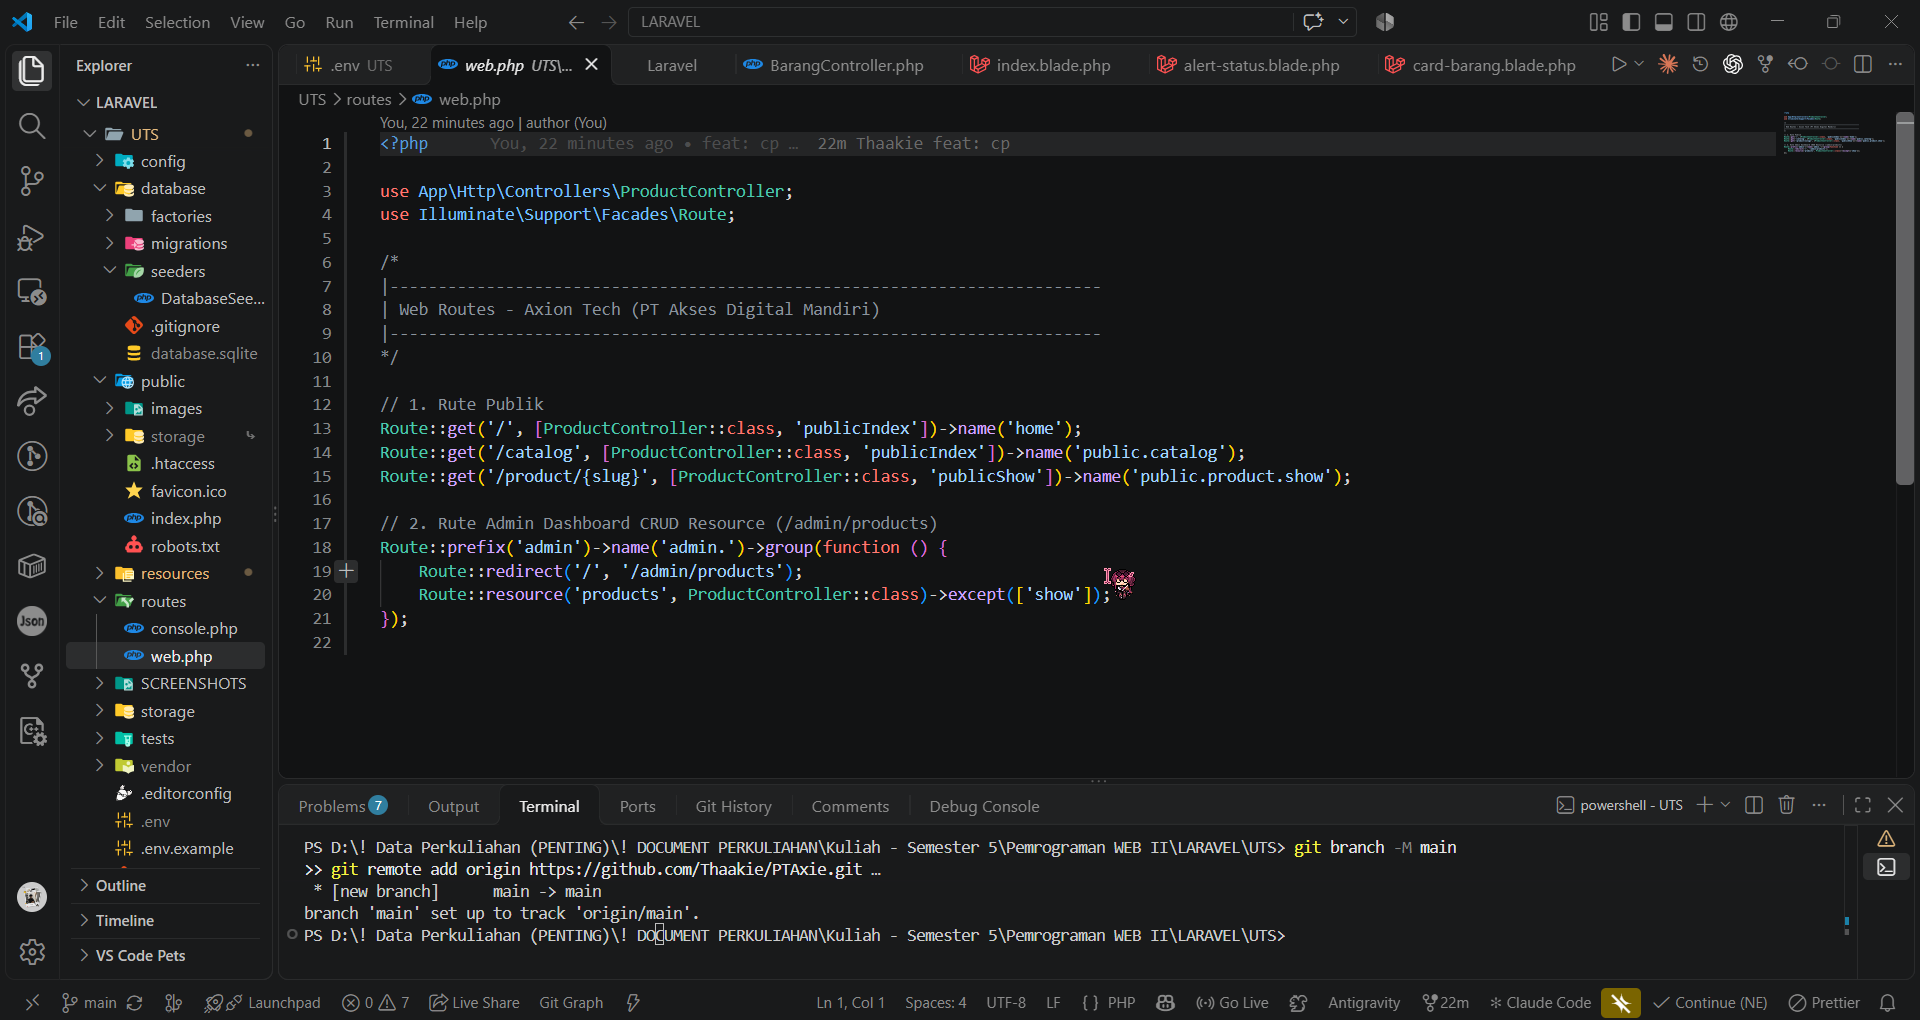 File Edit Selection View Go Run Terminal Help
LARAVEL
Explorer
LARAVEL
UTS
config
database
factories
migrations
seeders
DatabaseSee...
.gitignore
database.sqlite
public
images
storage
.htaccess
favicon.ico
index.php
robots.txt
resources
routes
console.php
web.php
SCREENSHOTS
storage
tests
vendor
.editorconfig
.env
.env.example
Outline
Timeline
VS Code Pets
1
Json
.env UTS
web.php UTS\...
Laravel
BarangController.php
index.blade.php
alert-status.blade.php
card-barang.blade.php
UTS > routes > web.php
You, 22 minutes ago | author (You)
1 <?php You, 22 minutes ago • feat: cp … 22m Thaakie feat: cp
2
3 use App\Http\Controllers\ProductController;
4 use Illuminate\Support\Facades\Route;
5
6 /*
7 |--------------------------------------------------------------------------
8 | Web Routes - Axion Tech (PT Akses Digital Mandiri)
9 |--------------------------------------------------------------------------
10 */
11
12 // 1. Rute Publik
13 Route::get('/', [ProductController::class, 'publicIndex'])->name('home');
14 Route::get('/catalog', [ProductController::class, 'publicIndex'])->name('public.catalog');
15 Route::get('/product/{slug}', [ProductController::class, 'publicShow'])->name('public.product.show');
16
17 // 2. Rute Admin Dashboard CRUD Resource (/admin/products)
18 Route::prefix('admin')->name('admin.')->group(function () {
19 Route::redirect('/', '/admin/products');
20 Route::resource('products', ProductController::class)->except(['show']);
21 });
22
Problems 7 Output Terminal Ports Git History Comments Debug Console
powershell - UTS
PS D:\! Data Perkuliahan (PENTING)\! DOCUMENT PERKULIAHAN\Kuliah - Semester 5\Pemrograman WEB II\LARAVEL\UTS> git branch -M main
>> git remote add origin https://github.com/Thaakie/PTAxie.git …
* [new branch] main -> main
branch 'main' set up to track 'origin/main'.
PS D:\! Data Perkuliahan (PENTING)\! DOCUMENT PERKULIAHAN\Kuliah - Semester 5\Pemrograman WEB II\LARAVEL\UTS>
main Launchpad 0 7 Live Share Git Graph Ln 1, Col 1 Spaces: 4 UTF-8 LF { } PHP Go Live Antigravity 22m Claude Code Continue (NE) Prettier